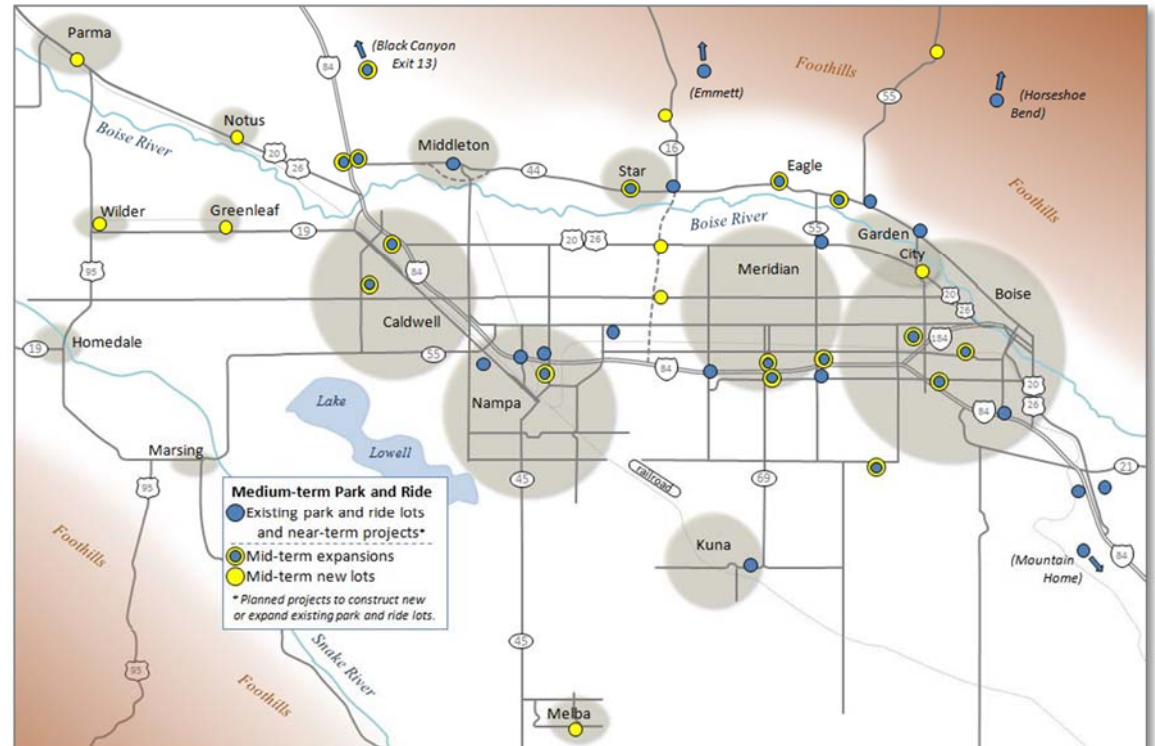 Parma
84
(Black Canyon
Exit 13)
(Emmett)
Foothills
55
(Horseshoe
Bend)
Notus
Boise River
20
26
Middleton
44
16
Star
Eagle
Foothills
Wilder
Greenleaf
19
Boise River
55
Garden
City
20
26
95
84
Meridian
Boise
20
26
Caldwell
Homedale
19
55
84
184
Nampa
Lake
Lowell
84
20
26
Marsing
railroad
45
69
21
95
Medium-term Park and Ride
Existing park and ride lots
and near-term projects*
Mid-term expansions
Mid-term new lots
* Planned projects to construct new
or expand existing park and ride lots.
Foothills
Kuna
(Mountain
Home)
84
Snake River
45
95
Foothills
Melba